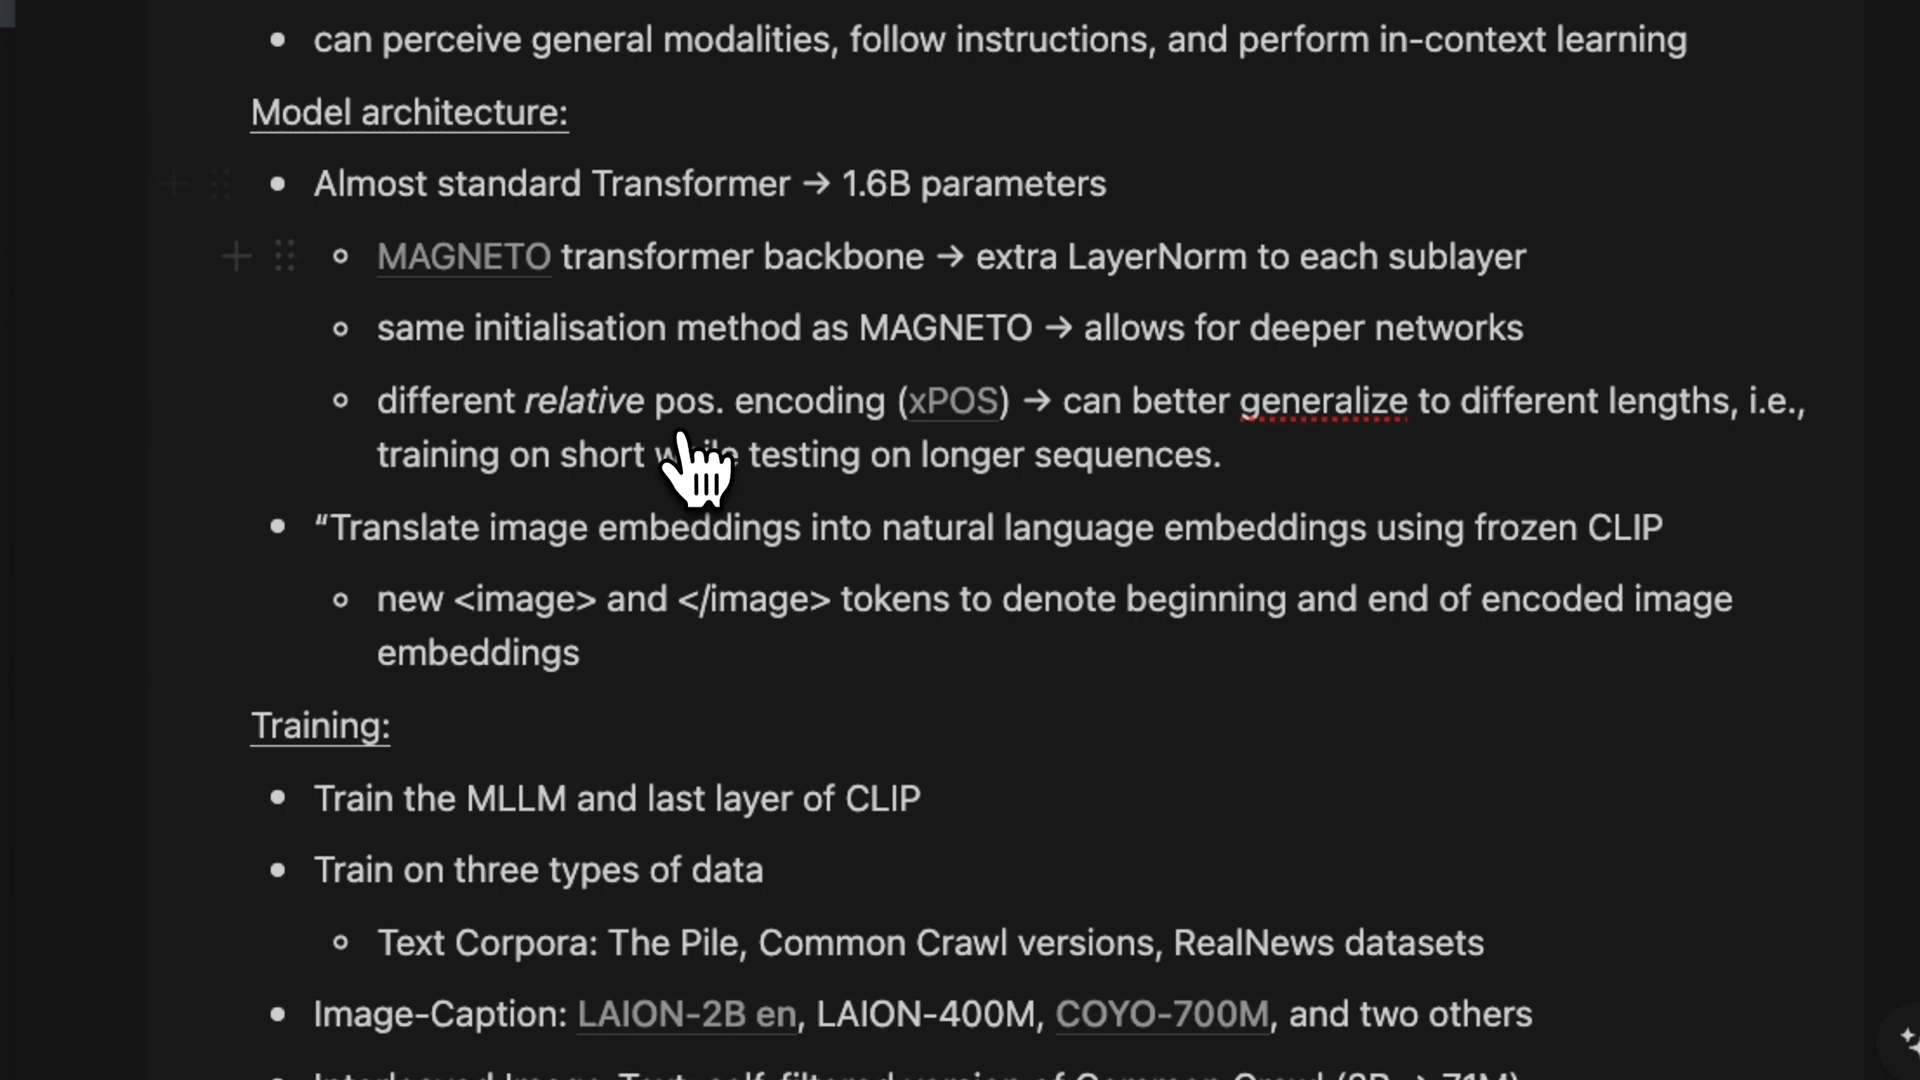 can perceive general modalities, follow instructions, and perform in-context learning
Model architecture:
Almost standard Transformer → 1.6B parameters
MAGNETO transformer backbone → extra LayerNorm to each sublayer
same initialisation method as MAGNETO → allows for deeper networks
different relative pos. encoding (xPOS) → can better generalize to different lengths, i.e.,
training on short while testing on longer sequences.
“Translate image embeddings into natural language embeddings using frozen CLIP
new <image> and </image> tokens to denote beginning and end of encoded image
embeddings
Training:
Train the MLLM and last layer of CLIP
Train on three types of data
Text Corpora: The Pile, Common Crawl versions, RealNews datasets
Image-Caption: LAION-2B en, LAION-400M, COYO-700M, and two others